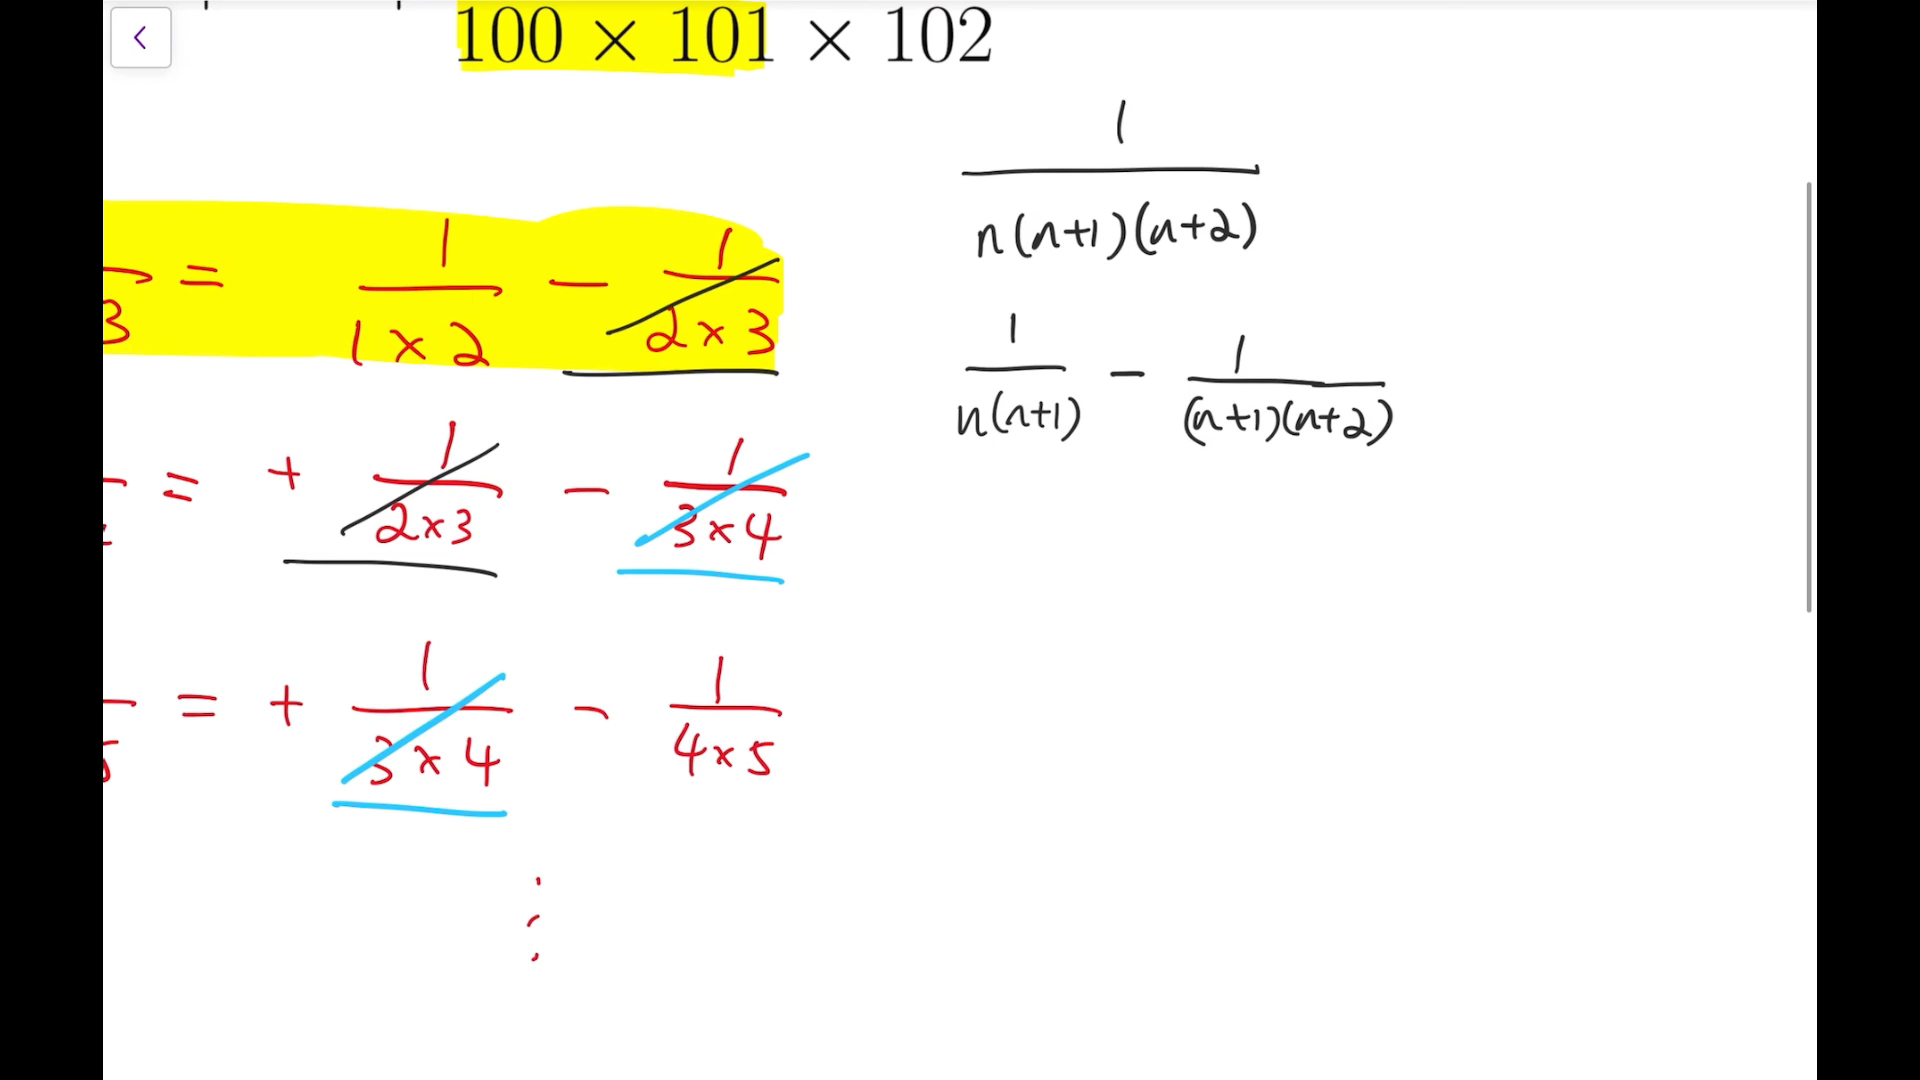 100 × 101 × 102
1
n(n+1)(n+2)
3 = 1 / 1 × 2 − 1 / 2 × 3
1 / n(n+1) − 1 / (n+1)(n+2)
= + 1 / 2 × 3 − 1 / 3 × 4
= + 1 / 3 × 4 − 1 / 4 × 5
⋮